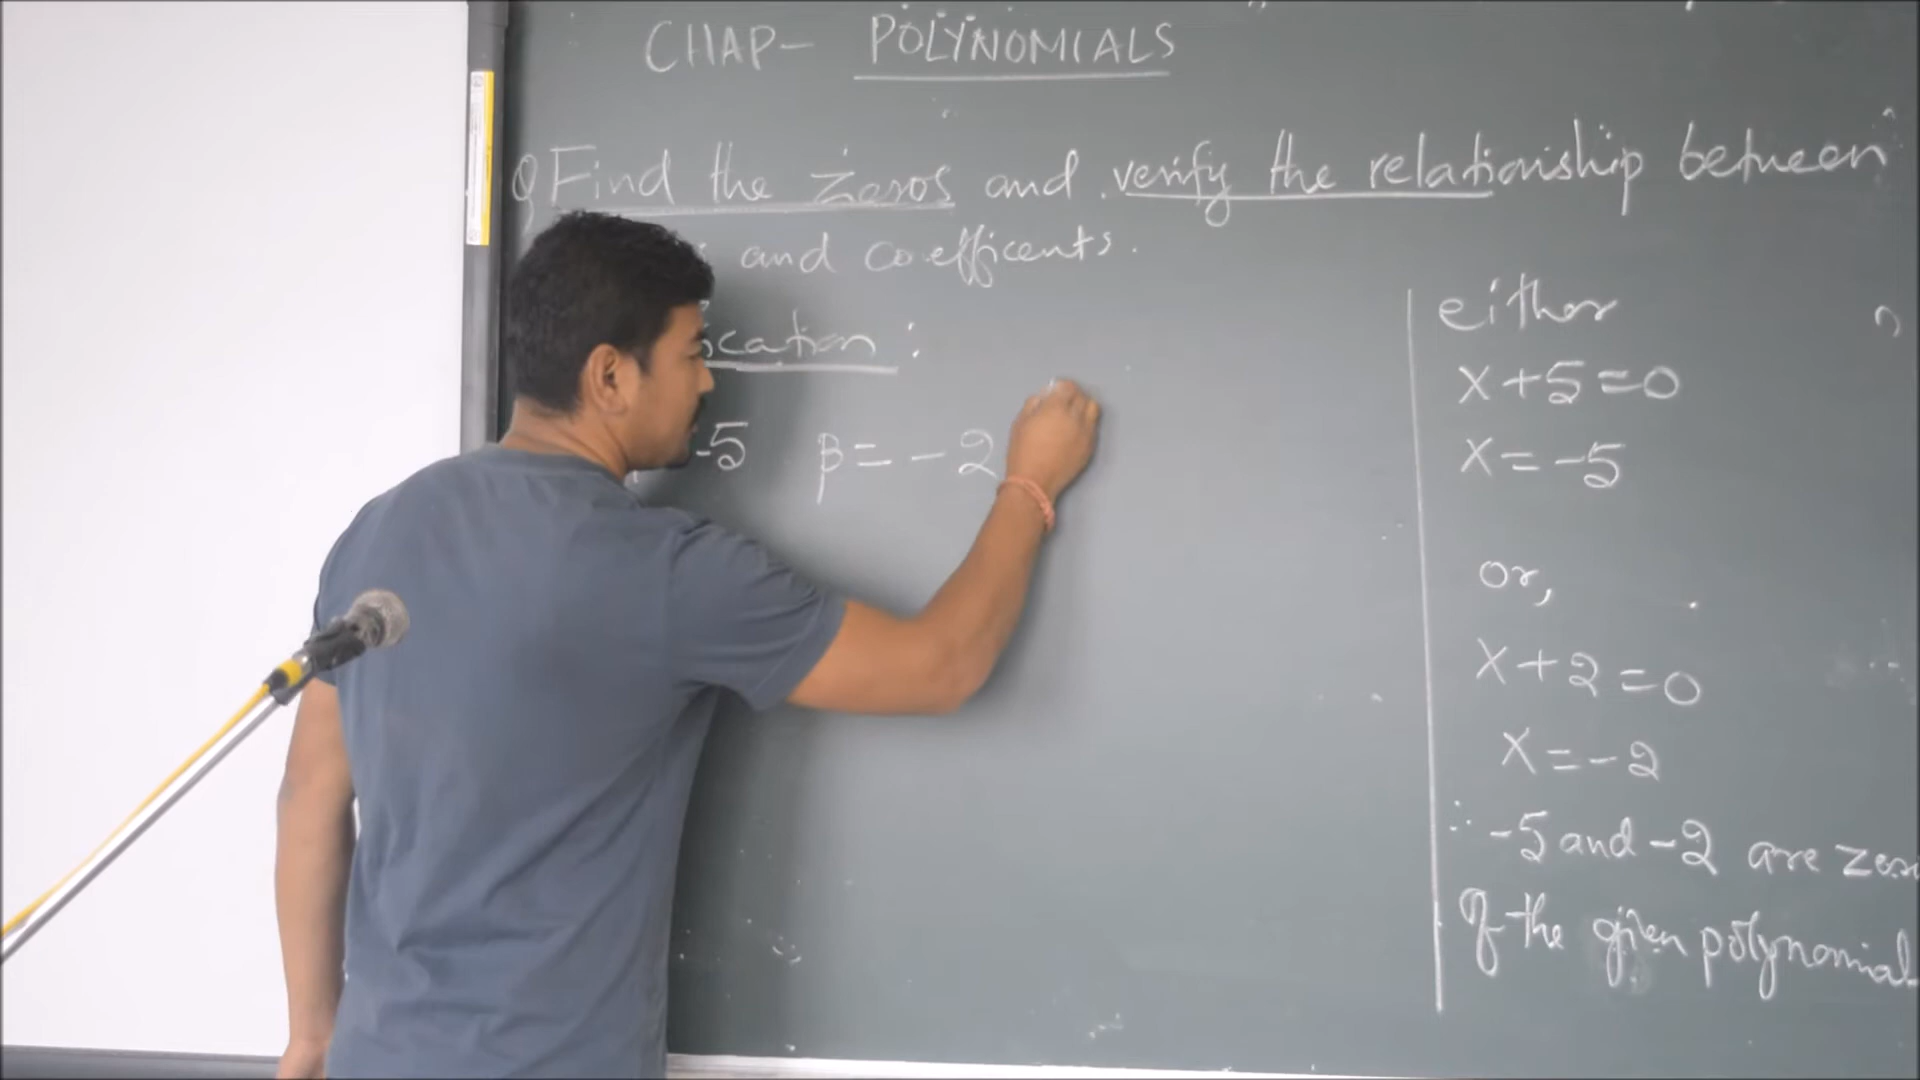 CHAP- POLYNOMIALS
Q Find the zeros and verify the relationship between
and coefficents.
-5 β = -2
either
x+5=0
x=-5
or,
x+2=0
x=-2
∴ -5 and -2 are
of the given polynomial